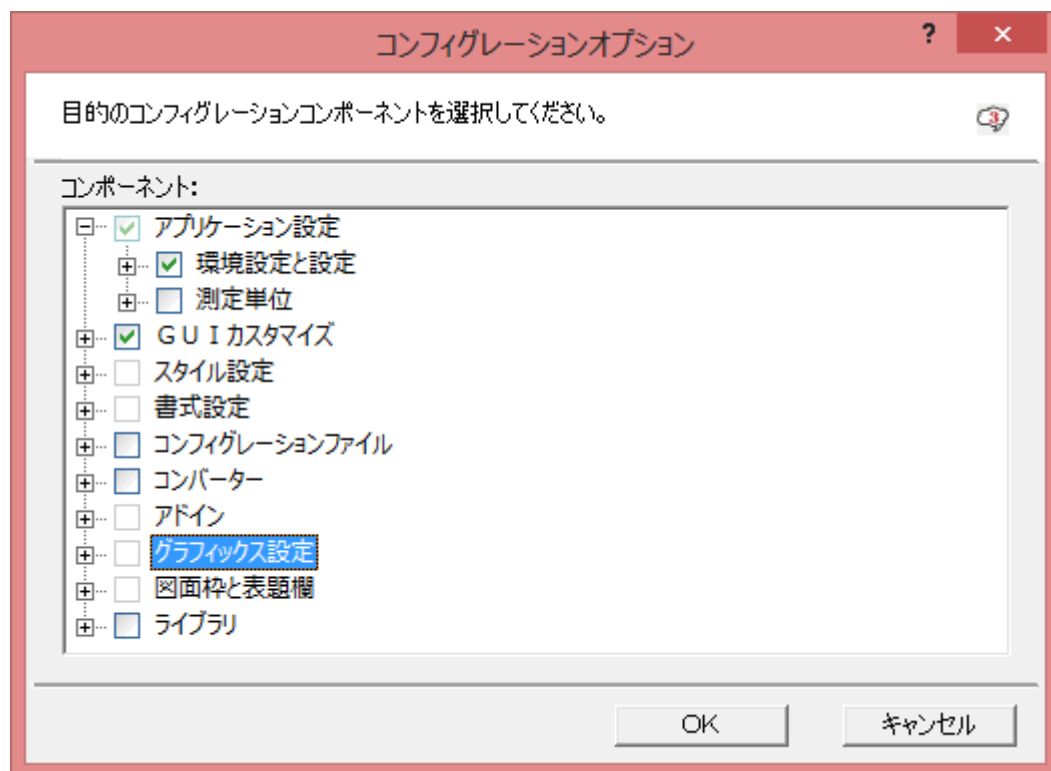 コンフィグレーションオプション
?
×
目的のコンフィグレーションコンポーネントを選択してください。
3
コンポーネント:
アプリケーション設定
環境設定と設定
測定単位
ＧＵＩカスタマイズ
スタイル設定
書式設定
コンフィグレーションファイル
コンバーター
アドイン
グラフィックス設定
図面枠と表題欄
ライブラリ
OK
キャンセル